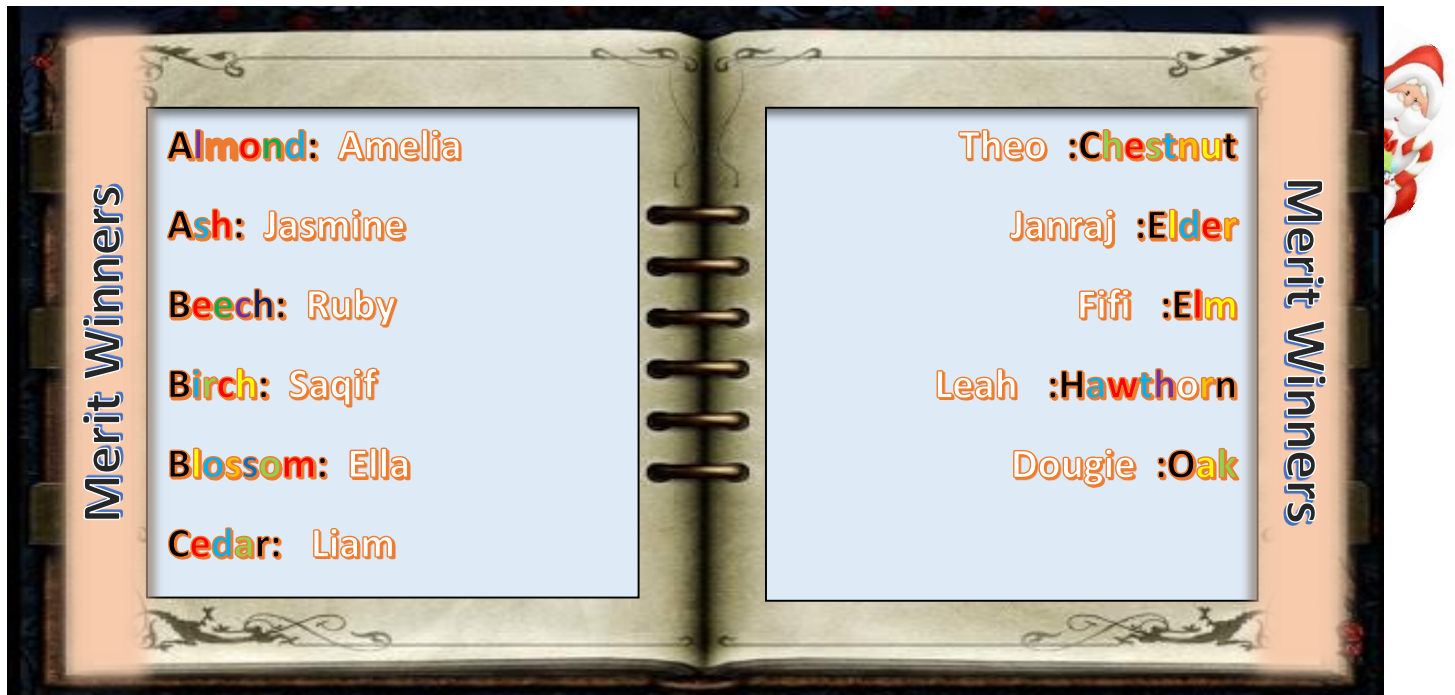 Merit Winners
Almond: Amelia
Ash: Jasmine
Beech: Ruby
Birch: Saqif
Blossom: Ella
Cedar: Liam
Theo :Chestnut
Janraj :Elder
Fifi :Elm
Leah :Hawthorn
Dougie :Oak
Merit Winners